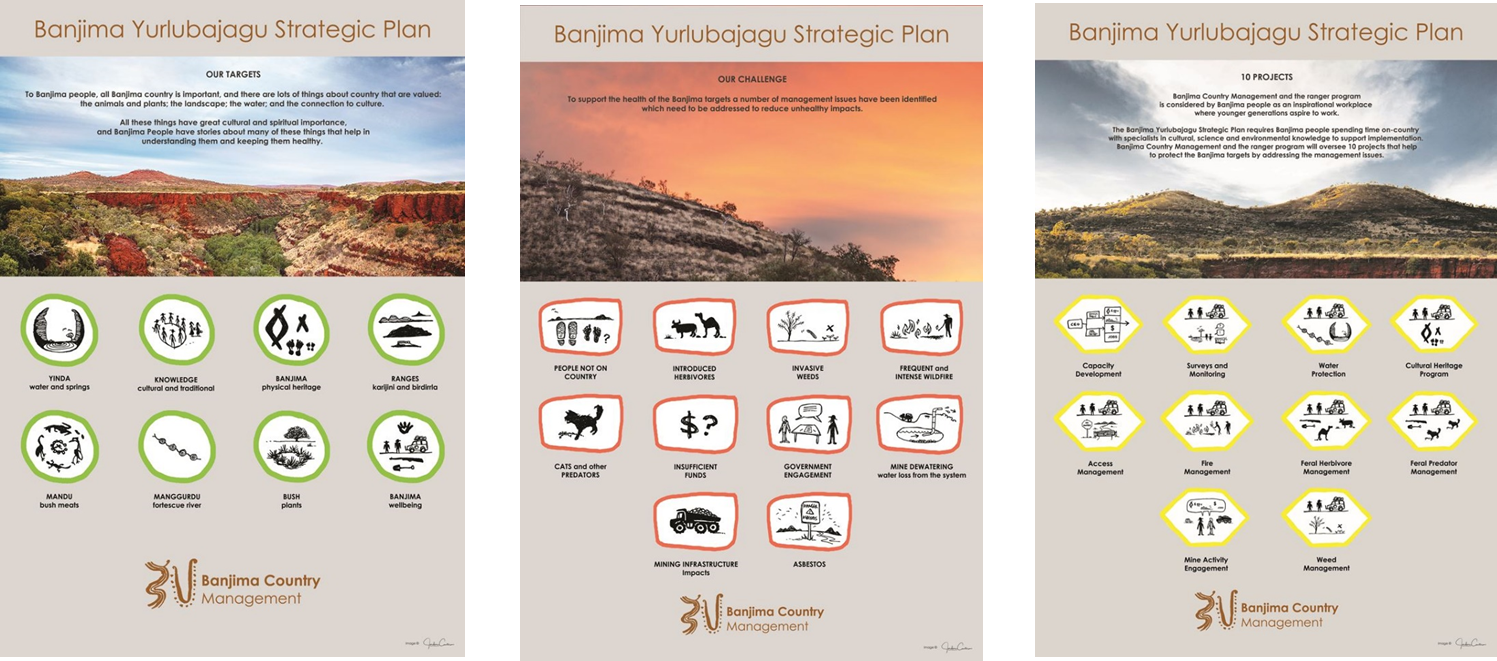 Banjima Yurlubajagu Strategic Plan
OUR TARGETS
To Banjima people, all Banjima country is important, and there are lots of things about country that are valued:
the animals and plants; the landscape; the water; and the connection to culture.
All these things have great cultural and spiritual importance,
and Banjima People have stories about many of these things that help in
understanding them and keeping them healthy.
YINDA
water and springs
KNOWLEDGE
cultural and traditional
BANJIMA
physical heritage
RANGES
karijini and birdirria
MANDU
bush meats
MANGGURDU
fortescue river
BUSH
plants
BANJIMA
wellbeing
Banjima Country
Management
Banjima Yurlubajagu Strategic Plan
OUR CHALLENGE
To support the health of the Banjima targets a number of management issues have been identified
which need to be addressed to reduce unhealthy impacts.
?
PEOPLE NOT ON
COUNTRY
INTRODUCED
HERBIVORES
INVASIVE
WEEDS
FREQUENT and
INTENSE WILDFIRE
$?
CATS and other
PREDATORS
INSUFFICIENT
FUNDS
GOVERNMENT
ENGAGEMENT
MINE DEWATERING
water loss from the system
MINING INFRASTRUCTURE
Impacts
ASBESTOS
Banjima Country
Management
Banjima Yurlubajagu Strategic Plan
10 PROJECTS
Banjima Country Management and the ranger program
is considered by Banjima people as an inspirational workplace
where younger generations aspire to work.
The Banjima Yurlubajagu Strategic Plan requires Banjima people spending time on-country
with specialists in cultural, science and environmental knowledge to support implementation.
Banjima Country Management and the ranger program will oversee 10 projects that help
to protect the Banjima targets by addressing the management issues.
$
JOBS
Capacity
Development
Surveys and
Monitoring
Water
Protection
Cultural Heritage
Program
Access
Management
Fire
Management
Feral Herbivore
Management
Feral Predator
Management
Mine Activity
Engagement
Weed
Management
Banjima Country
Management